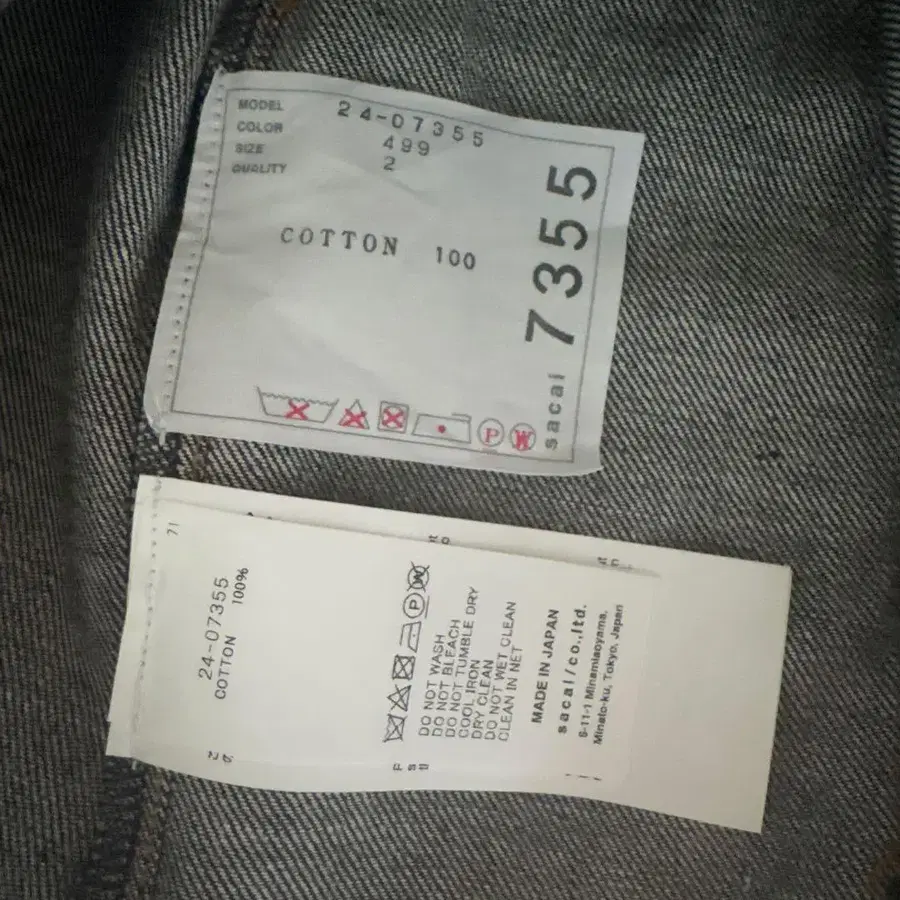 MODEL 24-07355
COLOR 499
SIZE 2
QUALITY
COTTON 100
sacai 7355
P W
71
24-07355
COTTON 100%
P W
DO NOT WASH
DO NOT BLEACH
DO NOT TUMBLE DRY
COOL IRON
DRY CLEAN
DO NOT WET CLEAN
CLEAN IN NET
MADE IN JAPAN
sacai/co.,ltd.
6-11-1 Minamiaoyama,
Minato-ku, Tokyo, Japan